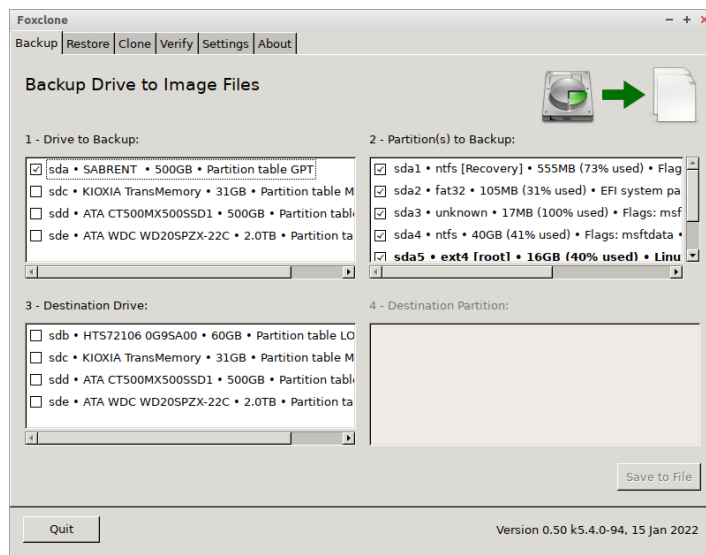 Foxclone
Backup Restore Clone Verify Settings About
Backup Drive to Image Files
1 - Drive to Backup:
sda • SABRENT • 500GB • Partition table GPT
sdc • KIOXIA TransMemory • 31GB • Partition table M
sdd • ATA CT500MX500SSD1 • 500GB • Partition tabl
sde • ATA WDC WD20SPZX-22C • 2.0TB • Partition ta
2 - Partition(s) to Backup:
sda1 • ntfs [Recovery] • 555MB (73% used) • Flag
sda2 • fat32 • 105MB (31% used) • EFI system pa
sda3 • unknown • 17MB (100% used) • Flags: msf
sda4 • ntfs • 40GB (41% used) • Flags: msftdata •
sda5 • ext4 [root] • 16GB (40% used) • Linu
3 - Destination Drive:
sdb • HTS72106 0G9SA00 • 60GB • Partition table LO
sdc • KIOXIA TransMemory • 31GB • Partition table M
sdd • ATA CT500MX500SSD1 • 500GB • Partition tabl
sde • ATA WDC WD20SPZX-22C • 2.0TB • Partition ta
4 - Destination Partition:
Save to File
Quit
Version 0.50 k5.4.0-94, 15 Jan 2022